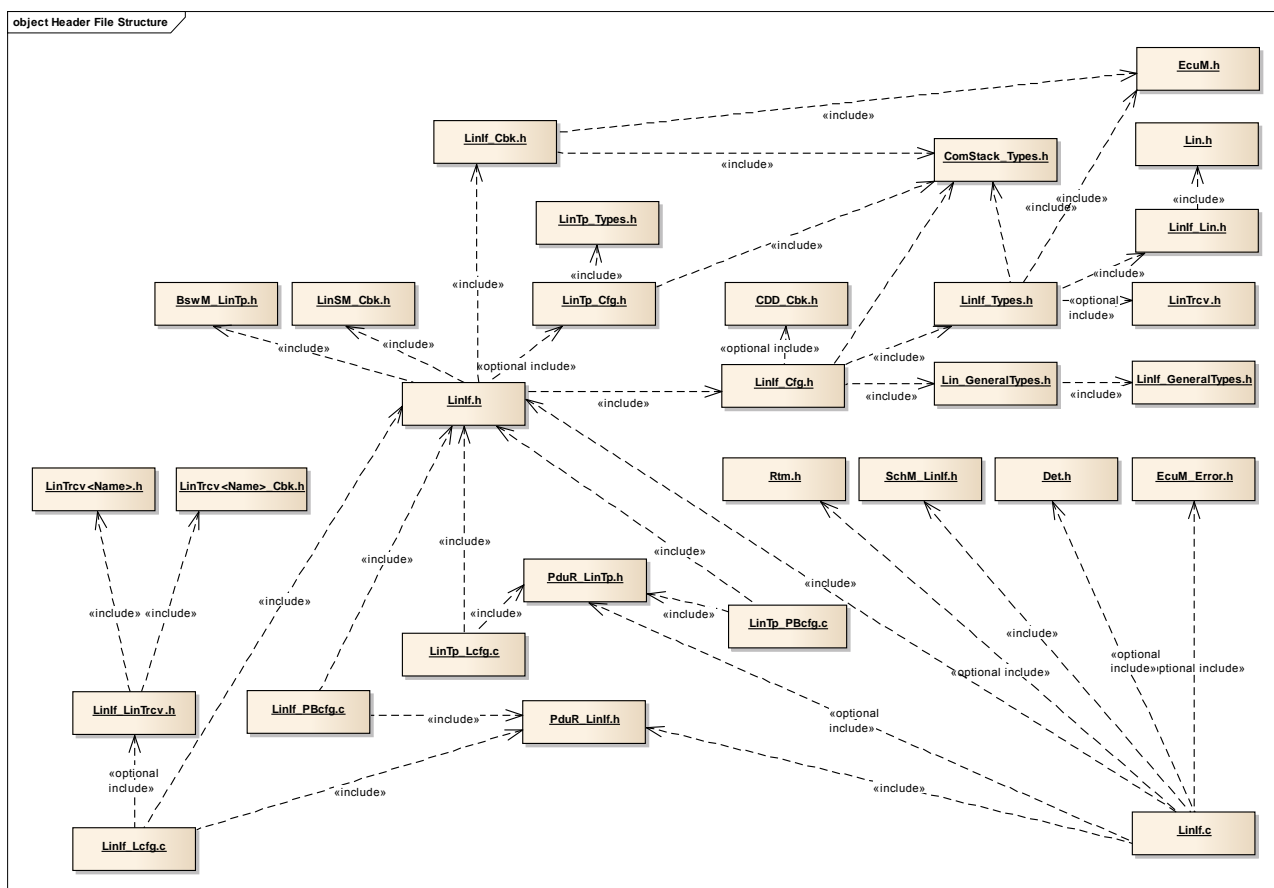 object Header File Structure
EcuM.h
LinIf_Cbk.h
«include»
Lin.h
ComStack_Types.h
«include»
«include»
«include»
«include»
LinTp_Types.h
LinIf_Lin.h
«include»
«include»
«include»
«include»
BswM_LinTp.h
LinSM_Cbk.h
LinTp_Cfg.h
CDD_Cbk.h
LinIf_Types.h
«optional
include»
LinTrcv.h
«include»
«include»
«optional include»
«include»
«optional include»
LinIf.h
«include»
LinIf_Cfg.h
«include»
Lin_GeneralTypes.h
«include»
LinIf_GeneralTypes.h
LinTrcv<Name>.h
LinTrcv<Name>_Cbk.h
Rtm.h
SchM_LinIf.h
Det.h
EcuM_Error.h
«include»
«include»
«include»
PduR_LinTp.h
«include»
«include»
«include»
«include»
«include»
«include»
LinTp_PBcfg.c
LinTp_Lcfg.c
«include»
«optional include»
«optional
include»
optional include»
LinIf_LinTrcv.h
LinIf_PBcfg.c
«include»
PduR_LinIf.h
«optional
include»
«optional
include»
«include»
«include»
LinIf_Lcfg.c
LinIf.c